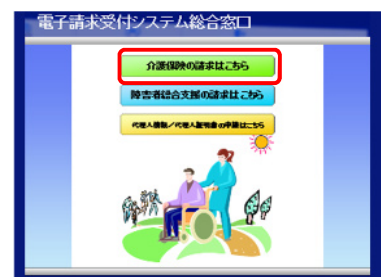 電子請求受付システム総合窓口
介護保険の請求はこちら
障害者総合支援の請求はこちら
代理人情報／代理人証明書の申請はこちら